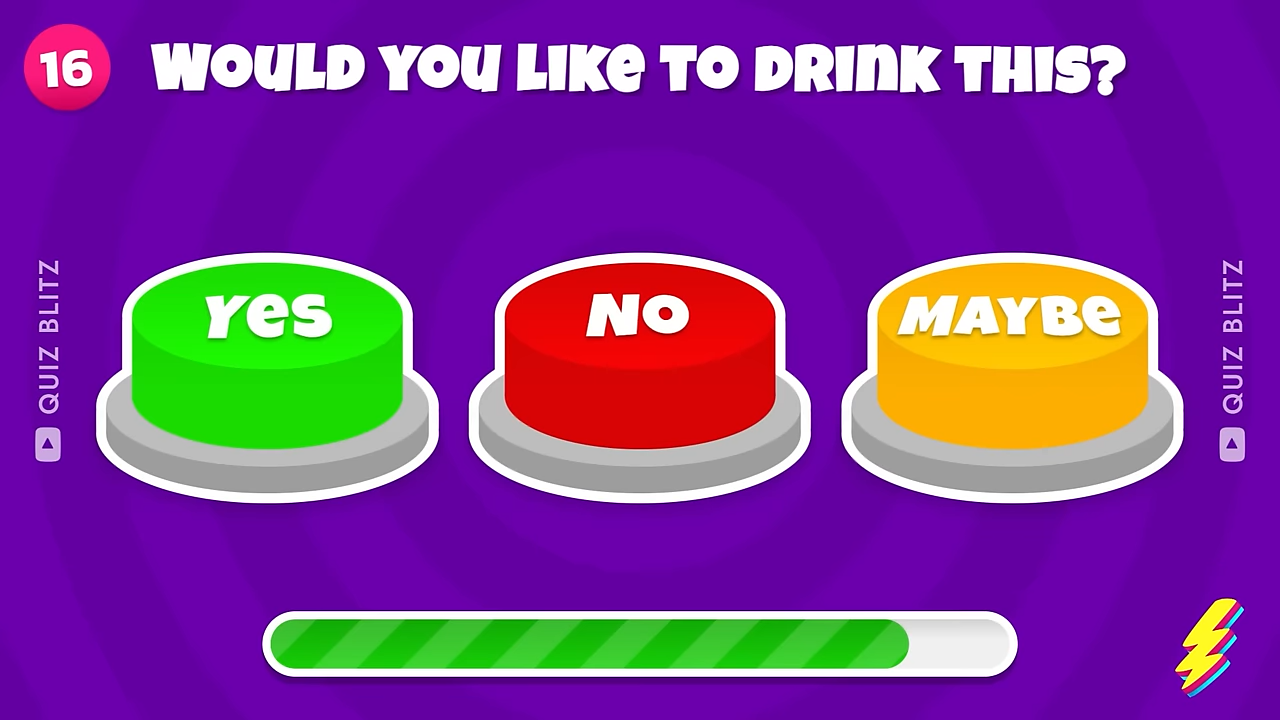 16
WOULD YOU LIKE TO DRINK THIS?
YES
NO
MAYBE
QUIZ BLITZ
QUIZ BLITZ